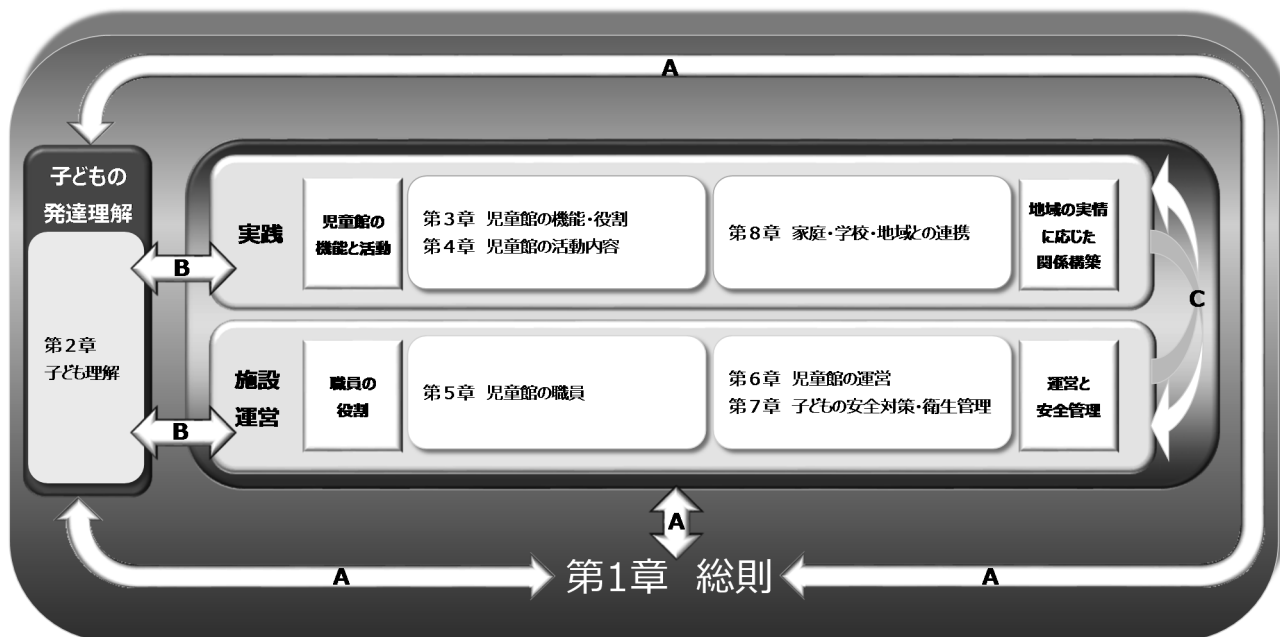 A
子どもの
発達理解
第２章
子ども理解
B
B
実践
児童館の
機能と活動
第３章 児童館の機能・役割
第４章 児童館の活動内容
第８章 家庭・学校・地域との連携
地域の実情
に応じた
関係構築
C
施設
運営
職員の
役割
第５章 児童館の職員
第６章 児童館の運営
第７章 子どもの安全対策・衛生管理
運営と
安全管理
A
A
第1章 総則
A